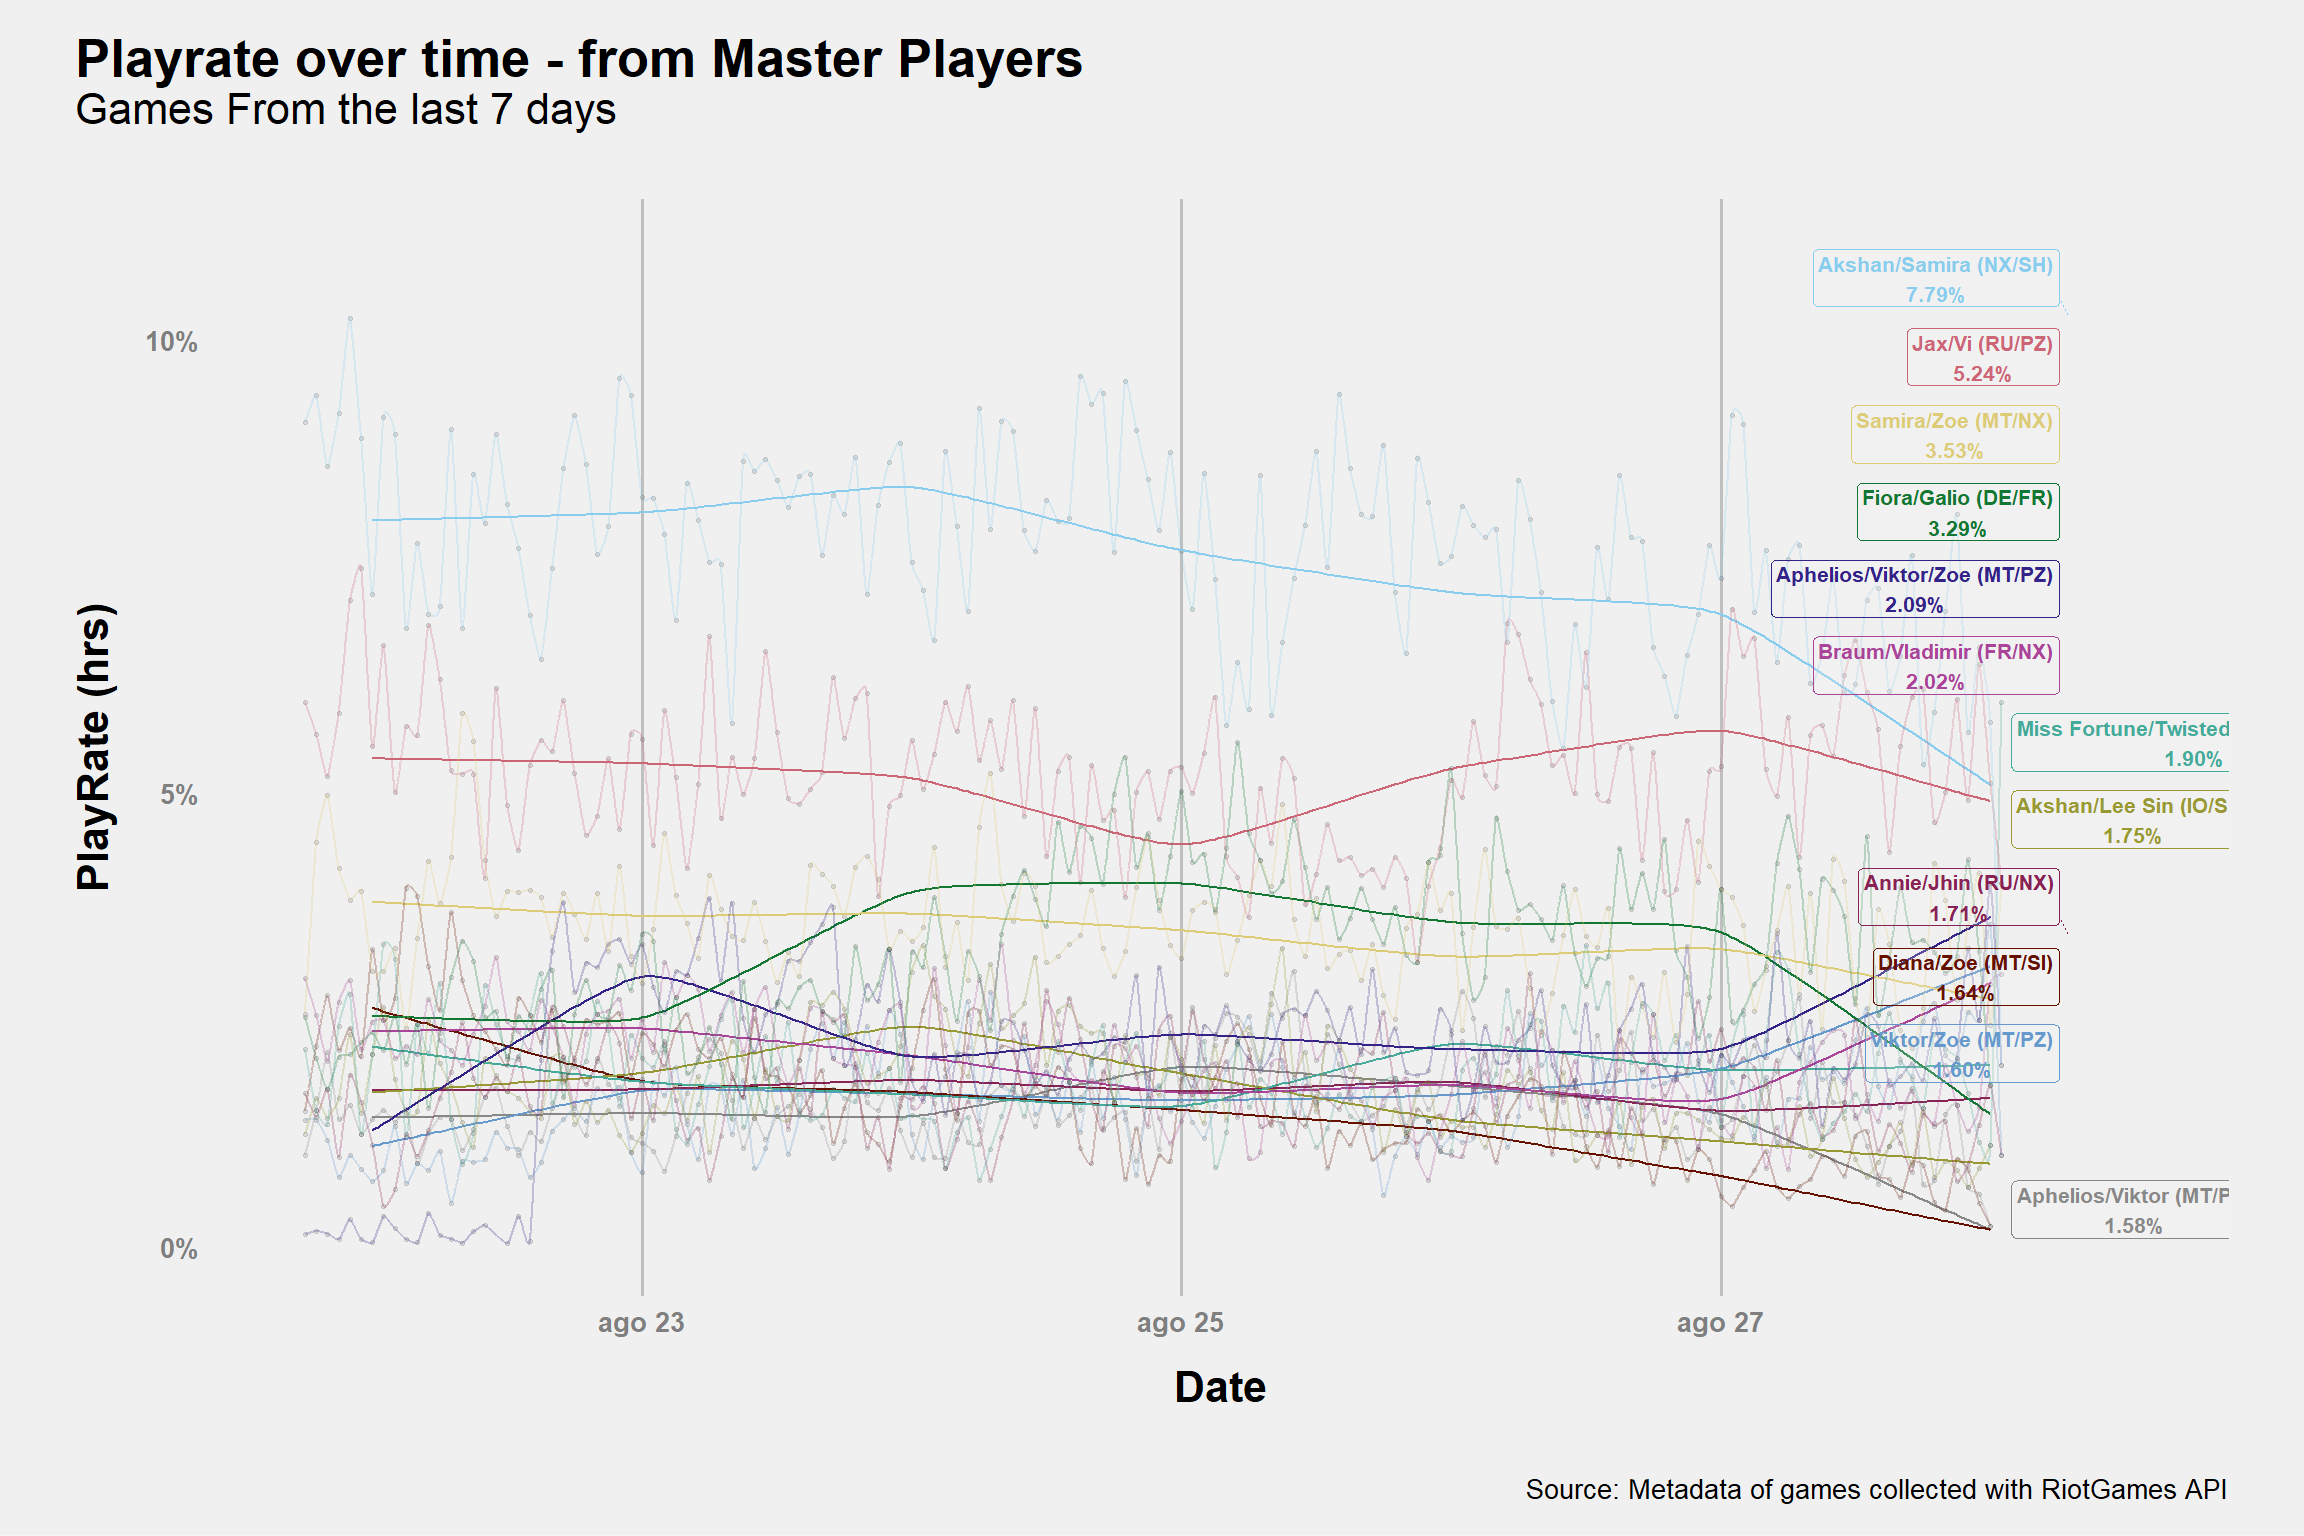 Playrate over time - from Master Players
Games From the last 7 days
PlayRate (hrs)
10%
5%
0%
Akshan/Samira (NX/SH)
7.79%
Jax/Vi (RU/PZ)
5.24%
Samira/Zoe (MT/NX)
3.53%
Fiora/Galio (DE/FR)
3.29%
Aphelios/Viktor/Zoe (MT/PZ)
2.09%
Braum/Vladimir (FR/NX)
2.02%
Miss Fortune/Twisted
1.90%
Akshan/Lee Sin (IO/S
1.75%
Annie/Jhin (RU/NX)
1.71%
Diana/Zoe (MT/SI)
1.64%
Viktor/Zoe (MT/PZ)
1.60%
Aphelios/Viktor (MT/P
1.58%
ago 23
ago 25
ago 27
Date
Source: Metadata of games collected with RiotGames API